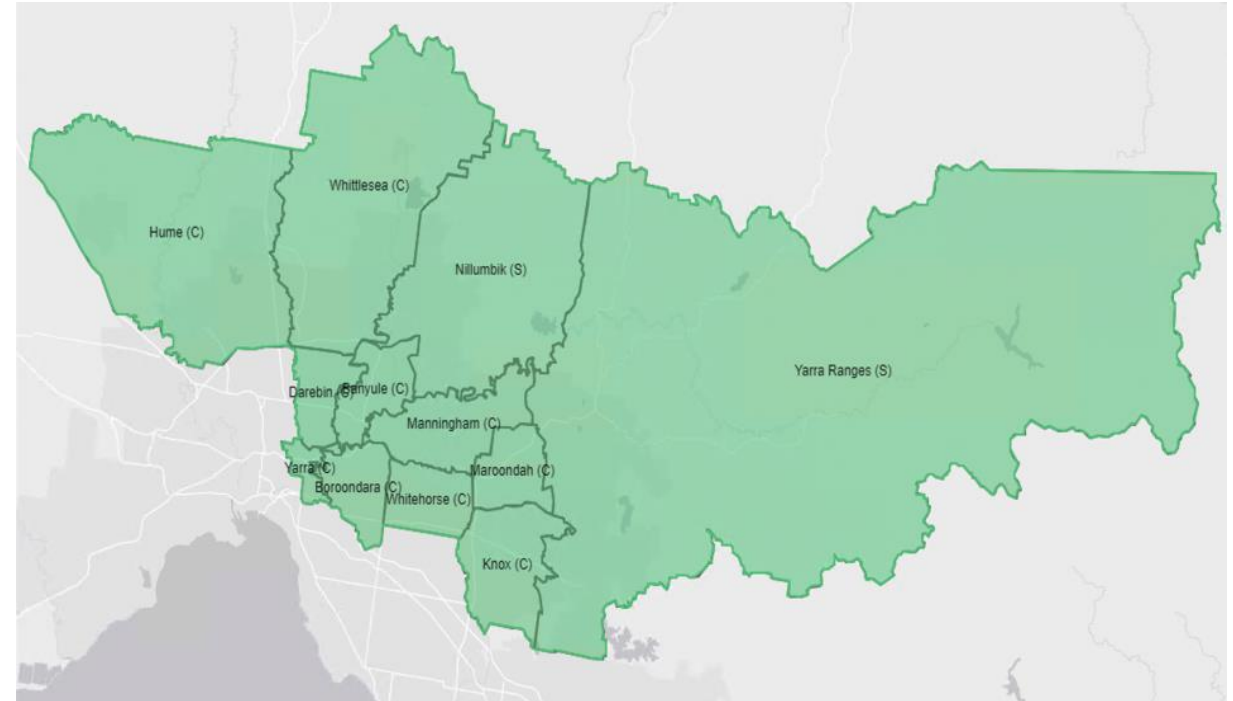 Whittlesea (C)
Hume (C)
Nillumbik (S)
Yarra Ranges (S)
Darebin (C)
Banyule (C)
Manningham (C)
Yarra (C)
Maroondah (C)
Boroondara (C)
Whitehorse (C)
Knox (C)